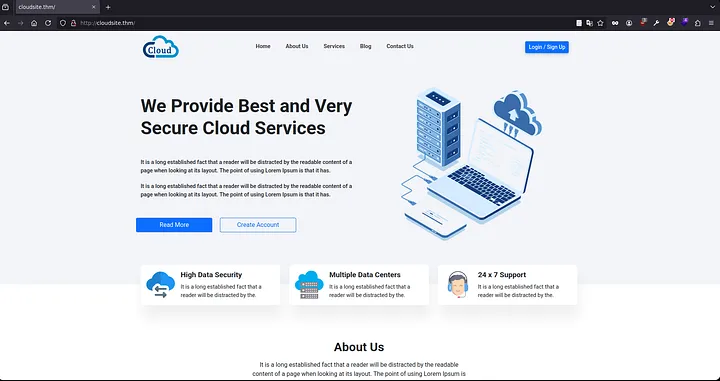 cloudsite.thm/
http://cloudsite.thm/
Cloud
Home About Us Services Blog Contact Us
Login / Sign Up
We Provide Best and Very
Secure Cloud Services
It is a long established fact that a reader will be distracted by the readable content of a
page when looking at its layout. The point of using Lorem Ipsum is that it has.
It is a long established fact that a reader will be distracted by the readable content of a
page when looking at its layout. The point of using Lorem Ipsum is that it has.
Read More Create Account
High Data Security
It is a long established fact that a
reader will be distracted by the.
Multiple Data Centers
It is a long established fact that a
reader will be distracted by the.
24 x 7 Support
It is a long established fact that a
reader will be distracted by the.
About Us
It is a long established fact that a reader will be distracted by the readable
content of a page when looking at its layout. The point of using Lorem Ipsum is